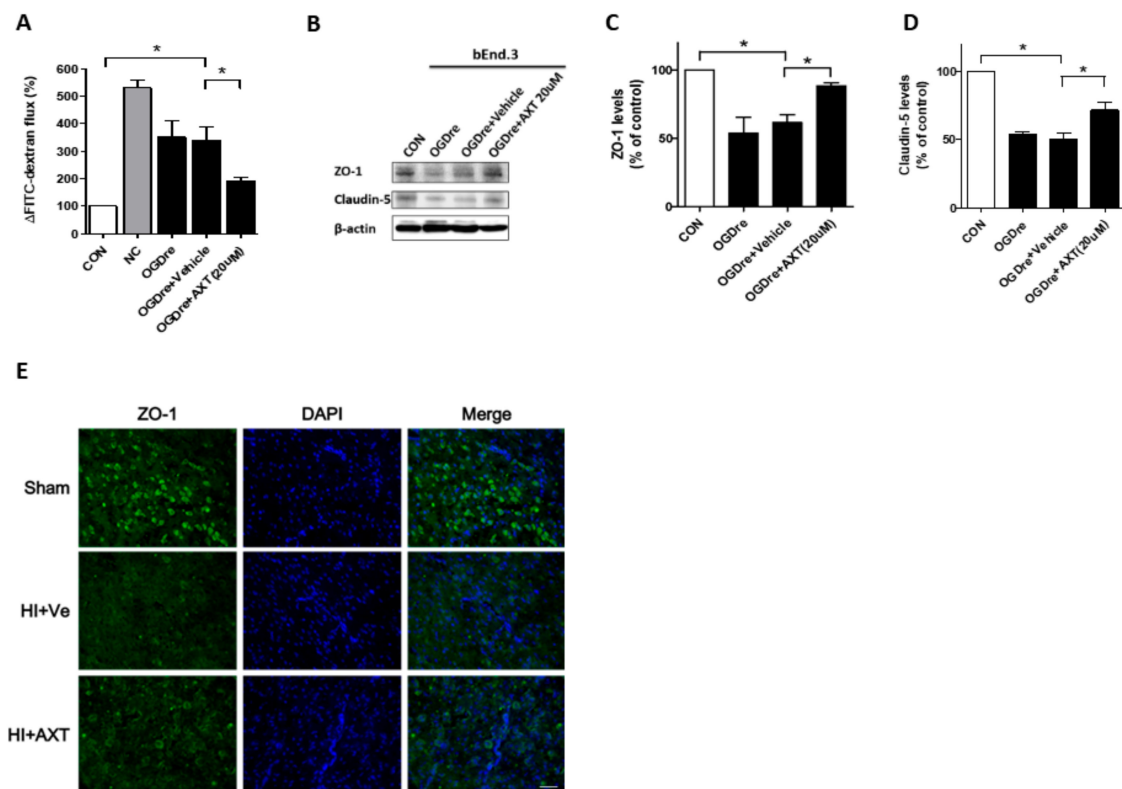 A
*
*
ΔFITC-dextran flux (%)
600
500
400
300
200
100
0
CON
NC
OGDre
OGDre+Vehicle
OGDre+AXT(20uM)
B
bEnd.3
CON
OGDre
OGDre+Vehicle
OGDre+AXT 20uM
ZO-1
Claudin-5
β-actin
C
*
*
ZO-1 levels
(% of control)
100
50
0
CON
OGDre
OGDre+Vehicle
OGDre+AXT(20uM)
D
*
*
Claudin-5 levels
(% of control)
100
50
0
CON
OGDre
OGDre+Vehicle
OGDre+AXT(20uM)
E
ZO-1 DAPI Merge
Sham
HI+Ve
HI+AXT